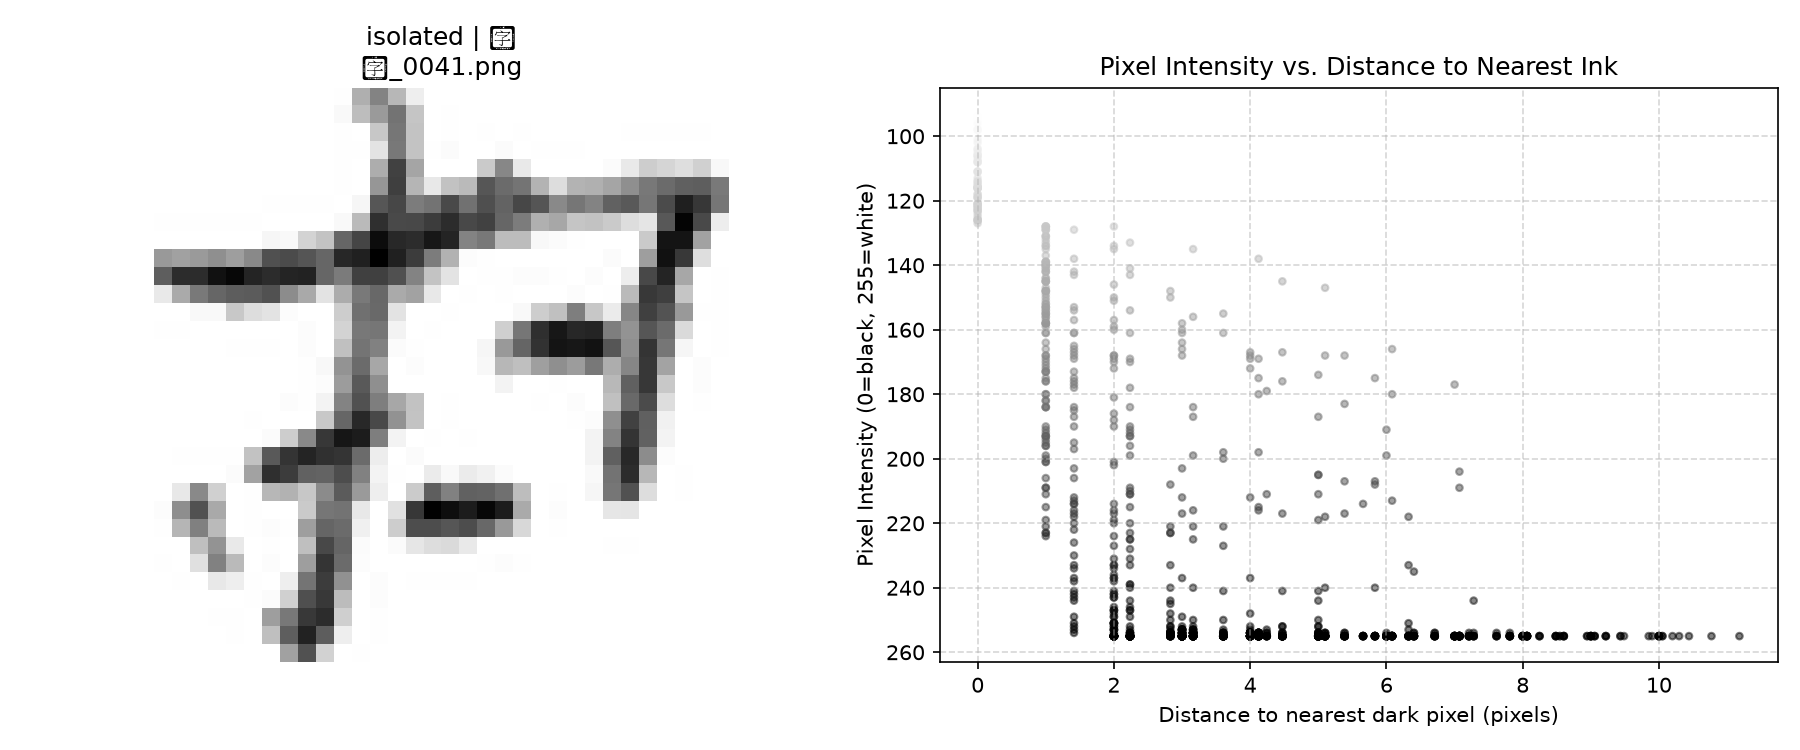 isolated |
_0041.png
Pixel Intensity vs. Distance to Nearest Ink
100
120
140
160
180
200
220
240
260
Pixel Intensity (0=black, 255=white)
0 2 4 6 8 10
Distance to nearest dark pixel (pixels)